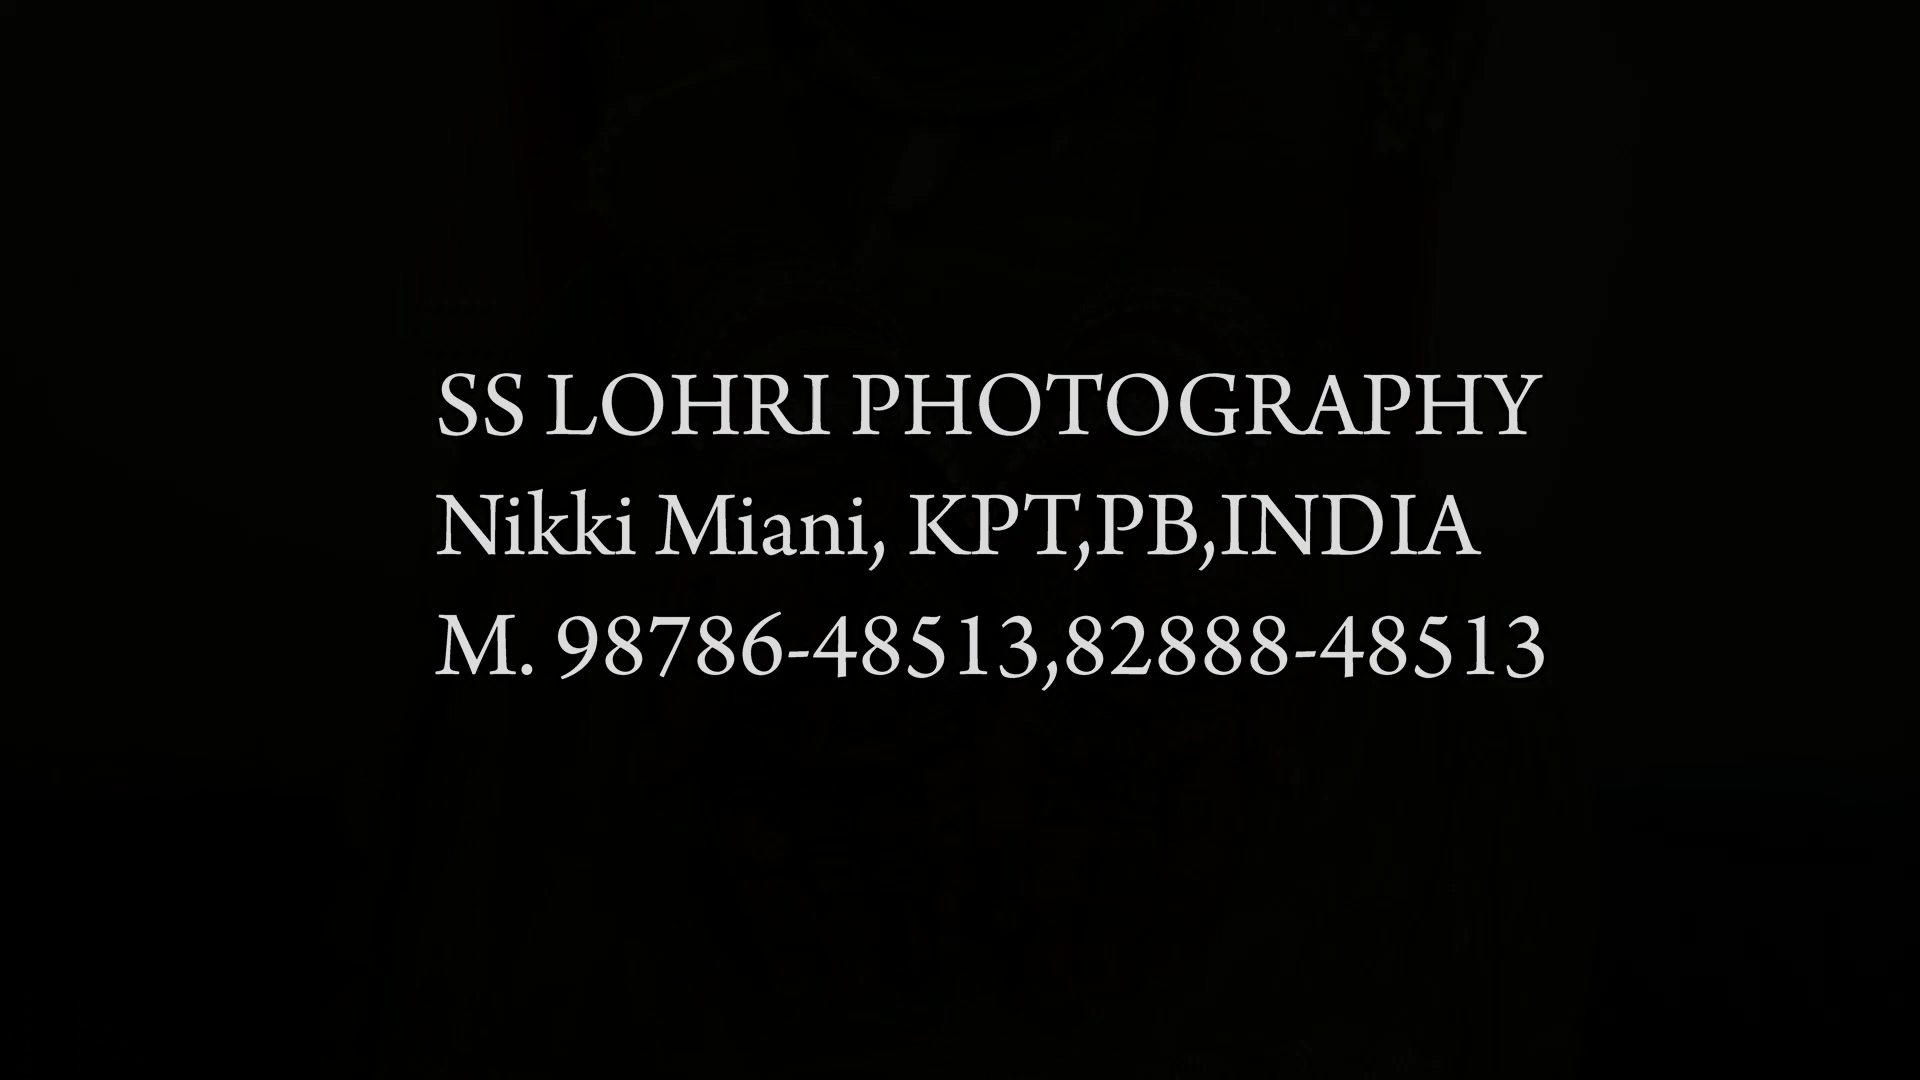 SS LOHRI PHOTOGRAPHY
Nikki Miani, KPT,PB,INDIA
M. 98786-48513,82888-48513